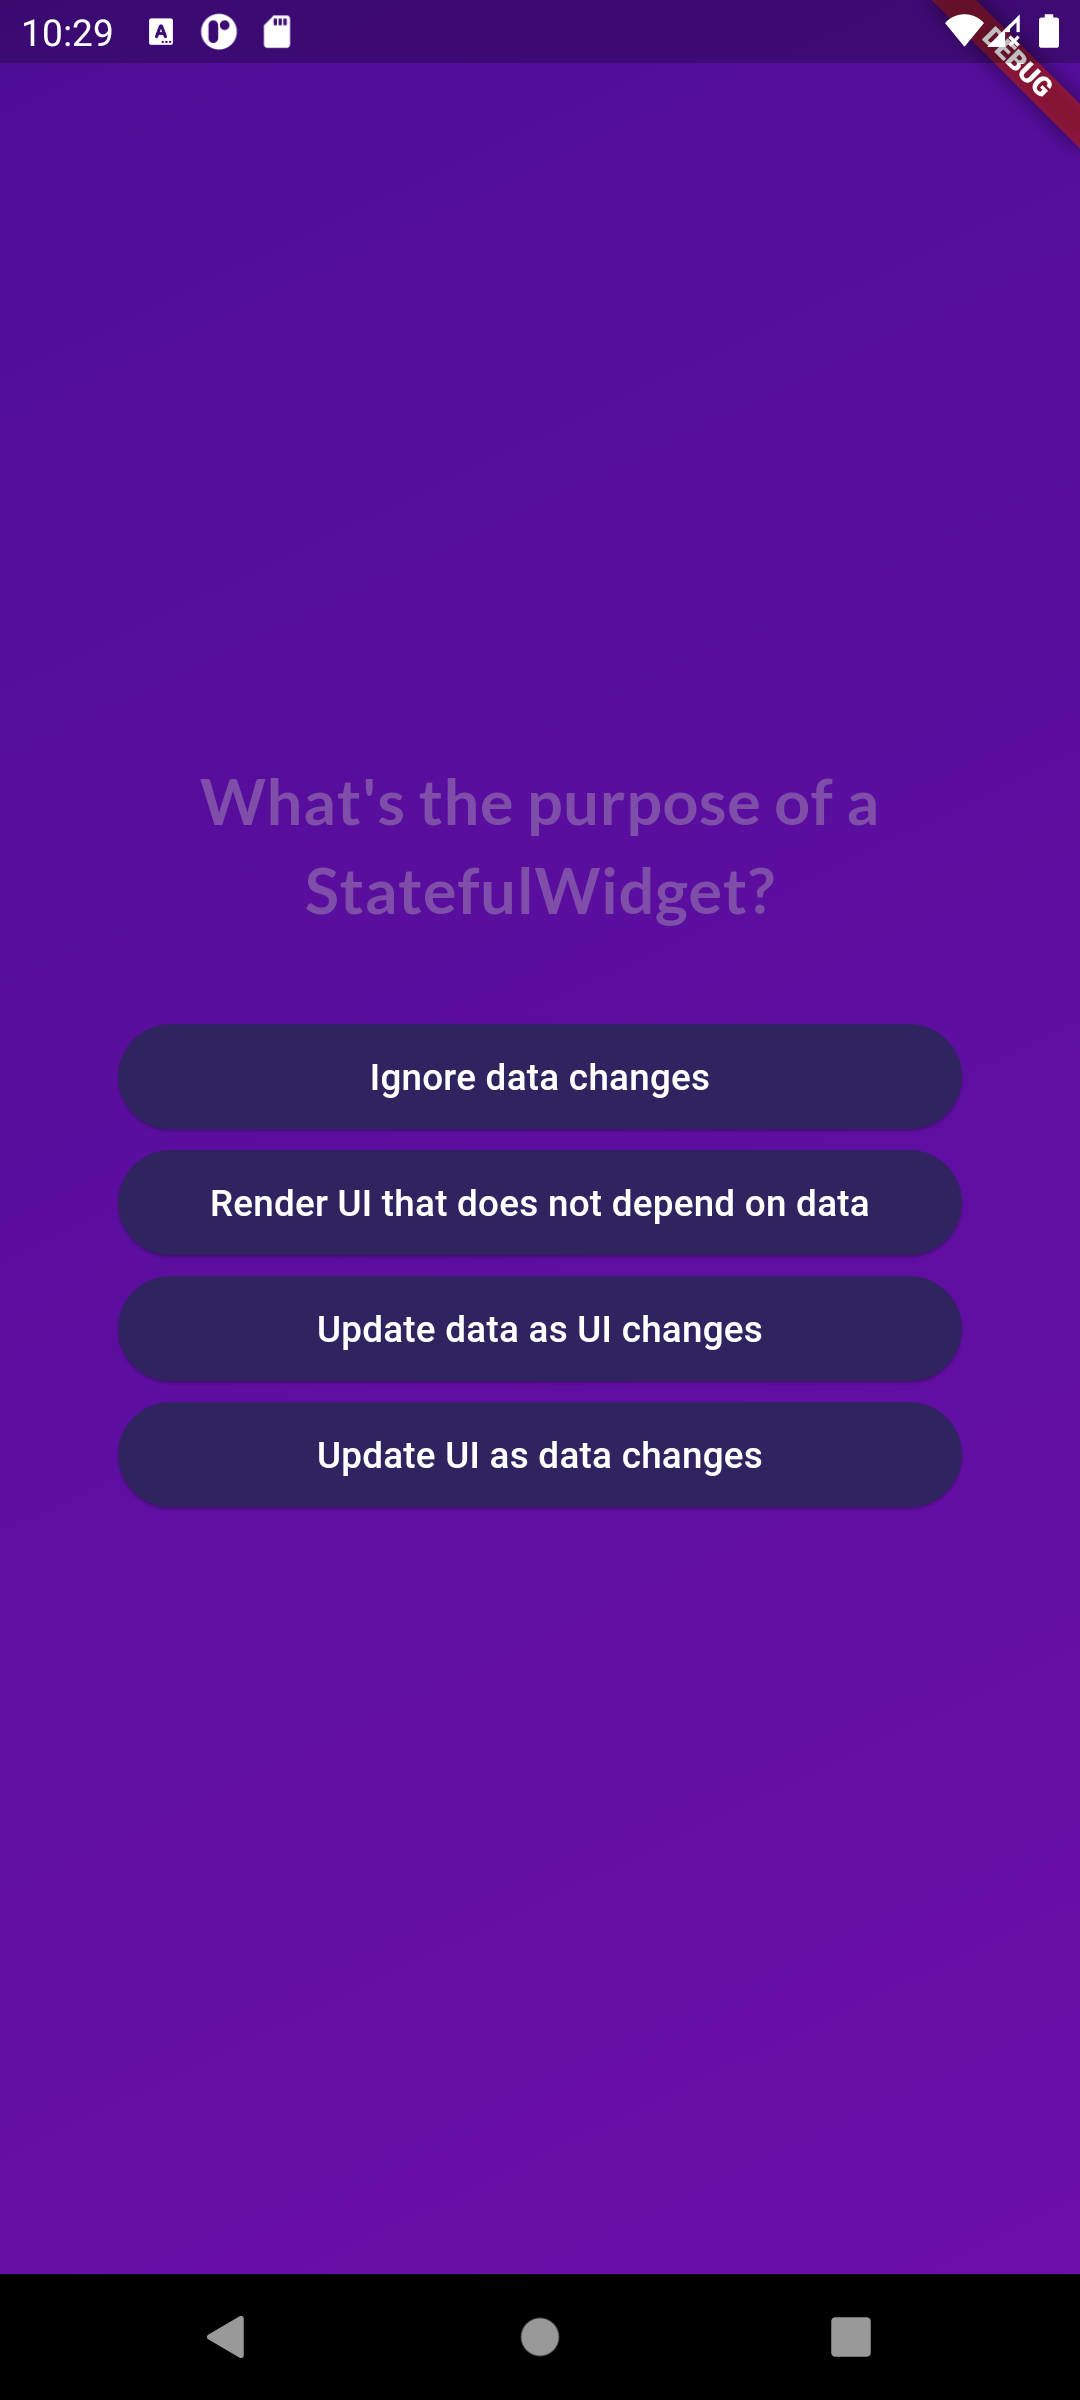 10:29
DEBUG
What's the purpose of a
StatefulWidget?
Ignore data changes
Render UI that does not depend on data
Update data as UI changes
Update UI as data changes